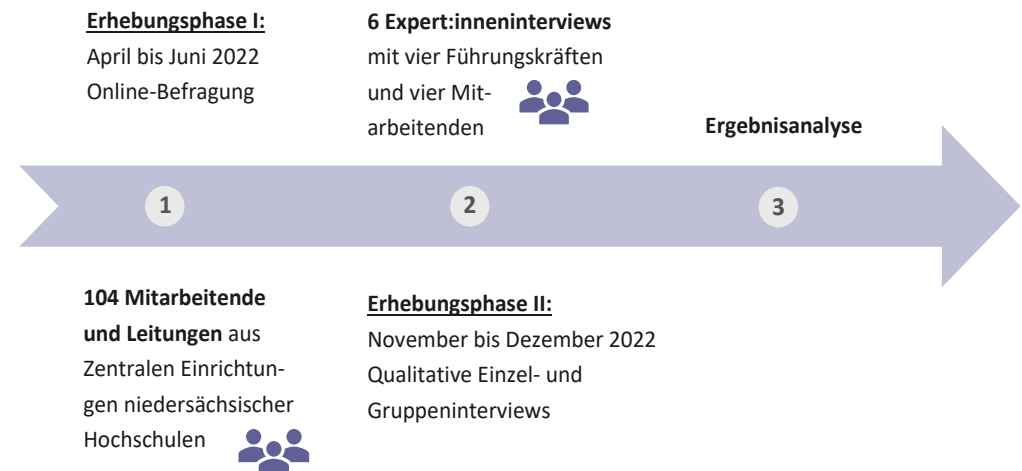 Erhebungsphase I:
April bis Juni 2022
Online-Befragung
6 Expert:inneninterviews
mit vier Führungskräften
und vier Mit-
arbeitenden
Ergebnisanalyse
1
2
3
104 Mitarbeitende
und Leitungen aus
Zentralen Einrichtun-
gen niedersächsischer
Hochschulen
Erhebungsphase II:
November bis Dezember 2022
Qualitative Einzel- und
Gruppeninterviews